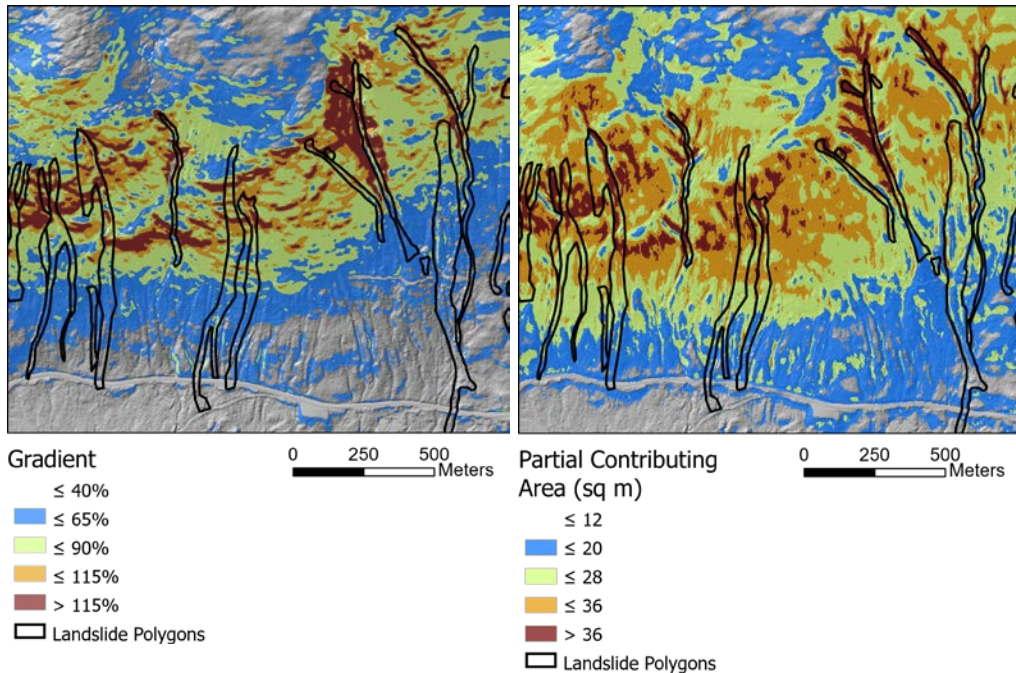 Gradient
0 250 500
Meters
≤ 40%
≤ 65%
≤ 90%
≤ 115%
> 115%
Landslide Polygons
Partial Contributing
Area (sq m)
0 250 500
Meters
≤ 12
≤ 20
≤ 28
≤ 36
> 36
Landslide Polygons